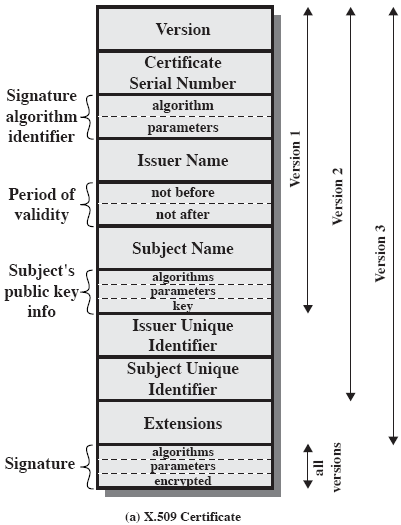 Version
Certificate
Serial Number
Signature
algorithm
identifier
algorithm
parameters
Issuer Name
Period of
validity
not before
not after
Subject Name
Subject's
public key
info
algorithms
parameters
key
Issuer Unique
Identifier
Subject Unique
Identifier
Extensions
Signature
algorithms
parameters
encrypted
Version 1
Version 2
Version 3
all
versions
(a) X.509 Certificate